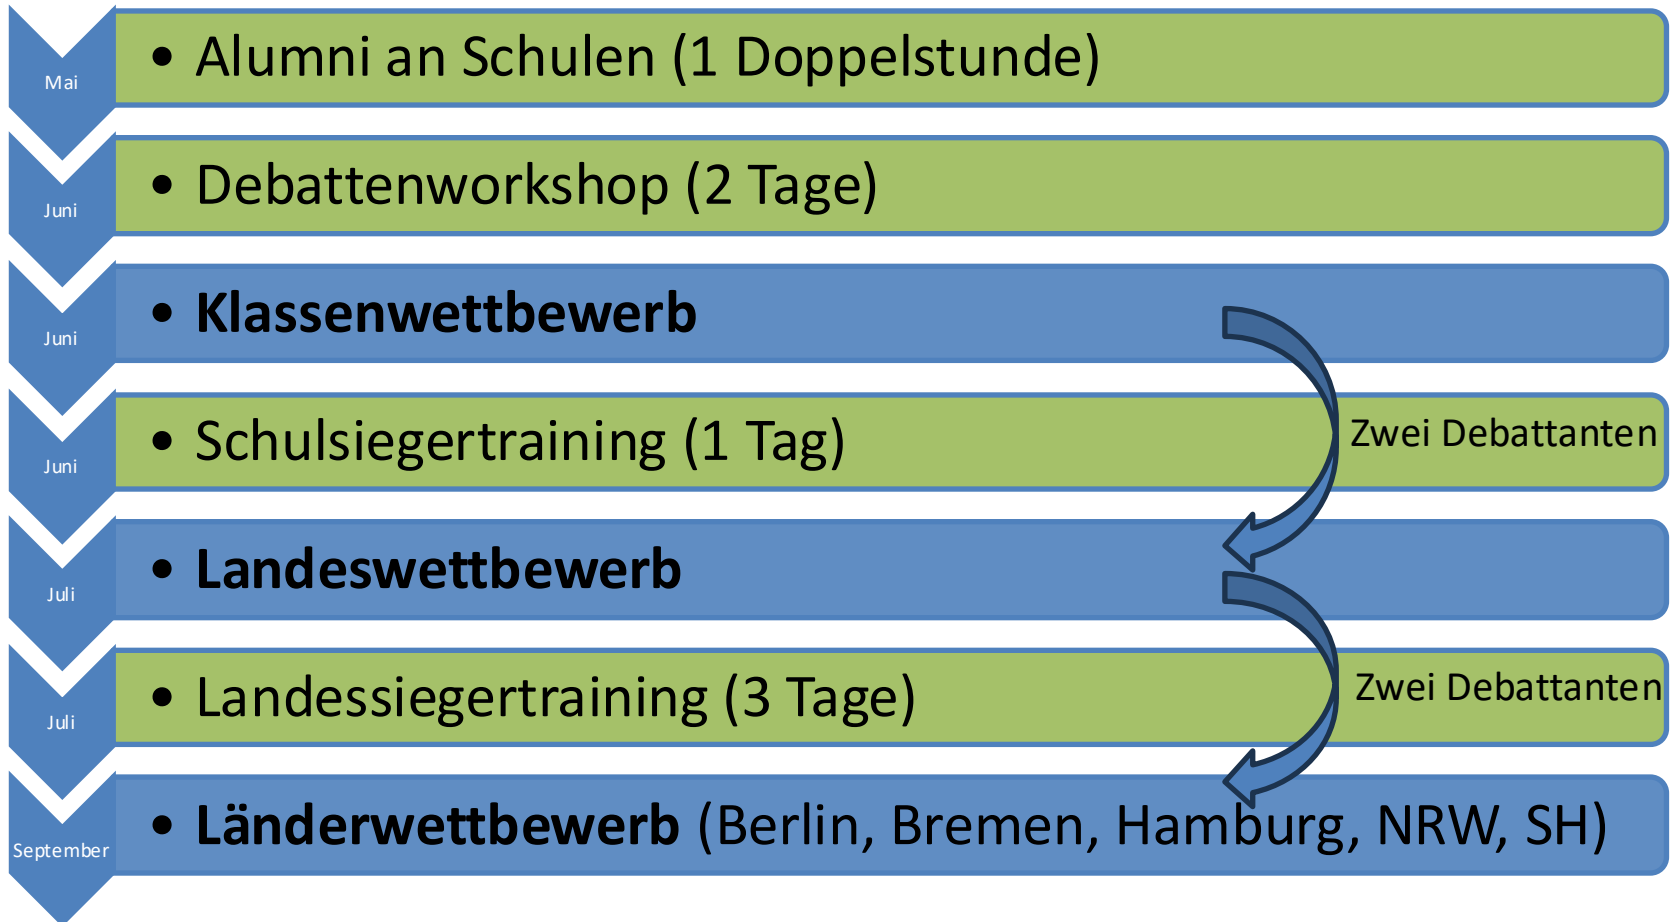 Mai
• Alumni an Schulen (1 Doppelstunde)
Juni
• Debattenworkshop (2 Tage)
Juni
• Klassenwettbewerb
Juni
• Schulsiegertraining (1 Tag)
Zwei Debattanten
Juli
• Landeswettbewerb
Juli
• Landessiegertraining (3 Tage)
Zwei Debattanten
September
• Länderwettbewerb (Berlin, Bremen, Hamburg, NRW, SH)